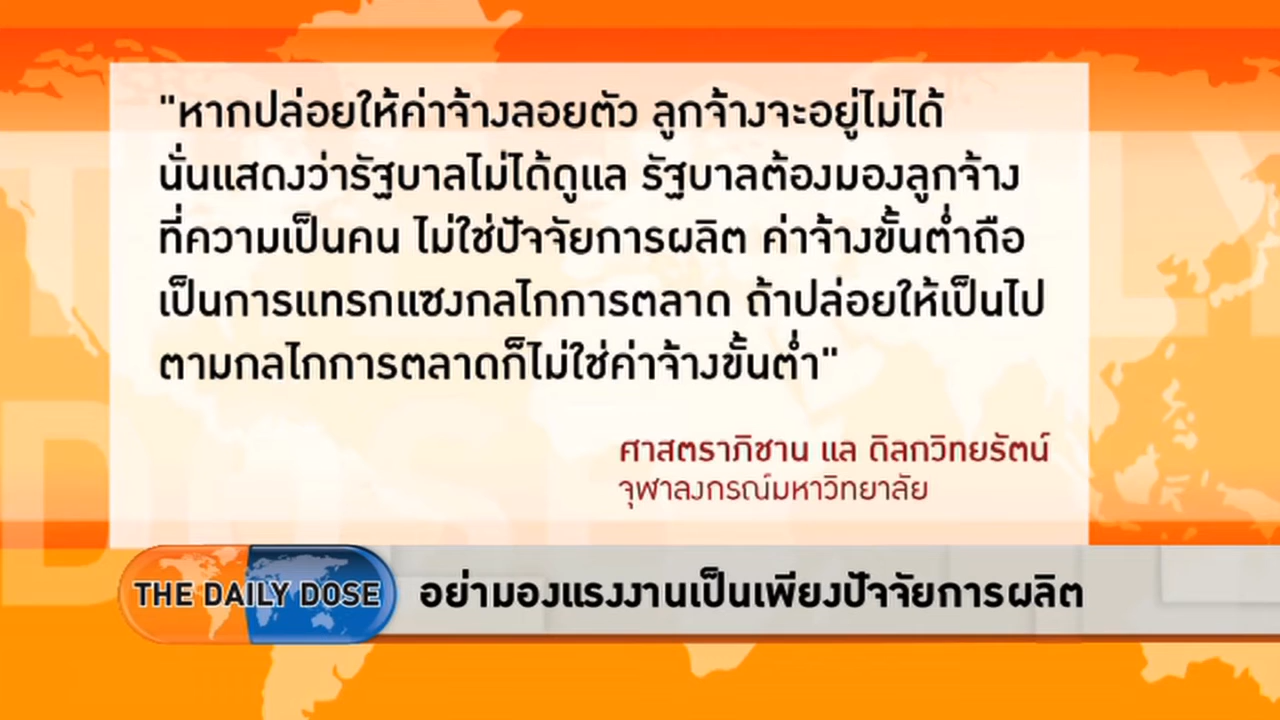 "หากปล่อยให้ค่าจ้างลอยตัว ลูกจ้างจะอยู่ไม่ได้
นั่นแสดงว่ารัฐบาลไม่ได้ดูแล รัฐบาลต้องมองลูกจ้าง
ที่ความเป็นคน ไม่ใช่ปัจจัยการผลิต ค่าจ้างขั้นต่ำถือ
เป็นการแทรกแซงกลไกการตลาด ถ้าปล่อยให้เป็นไป
ตามกลไกการตลาดก็ไม่ใช่ค่าจ้างขั้นต่ำ"
ศาสตราภิชาน แล ดิลกวิทยรัตน์
จุฬาลงกรณ์มหาวิทยาลัย
THE DAILY DOSE อย่ามองแรงงานเป็นเพียงปัจจัยการผลิต